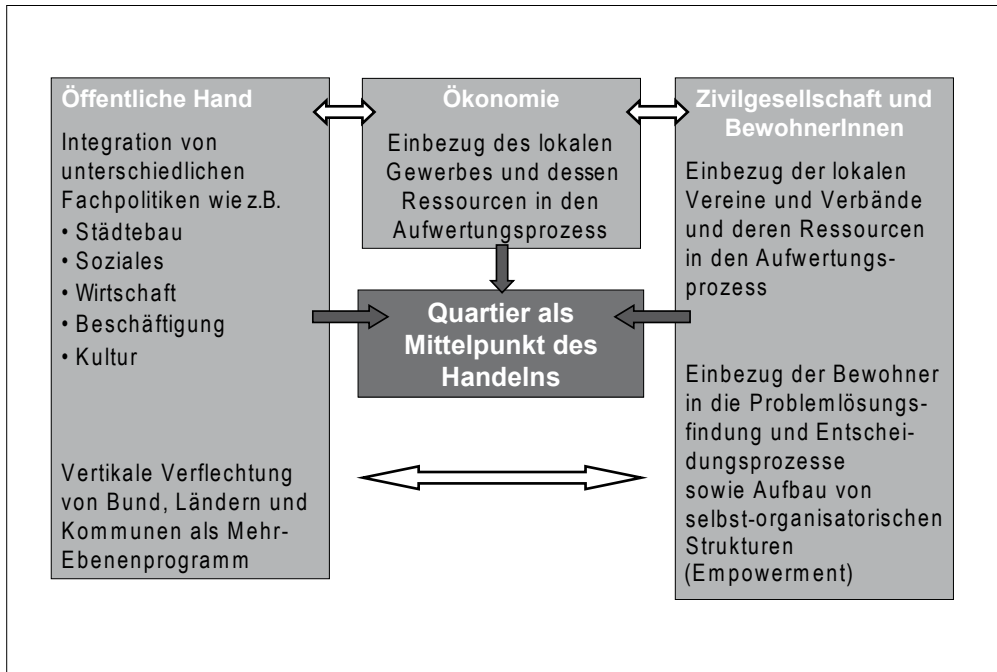 Öffentliche Hand
Integration von
unterschiedlichen
Fachpolitiken wie z.B.
• Städtebau
• Soziales
• Wirtschaft
• Beschäftigung
• Kultur
Vertikale Verflechtung
von Bund, Ländern und
Kommunen als Mehr-
Ebenenprogramm
Ökonomie
Einbezug des lokalen
Gewerbes und dessen
Ressourcen in den
Aufwertungsprozess
Quartier als
Mittelpunkt des
Handelns
Zivilgesellschaft und
BewohnerInnen
Einbezug der lokalen
Vereine und Verbände
und deren Ressourcen
in den Aufwertungs-
prozess
Einbezug der Bewohner
in die Problemlösungs-
findung und Entschei-
dungsprozesse
sowie Aufbau von
selbst-organisatorischen
Strukturen
(Empowerment)